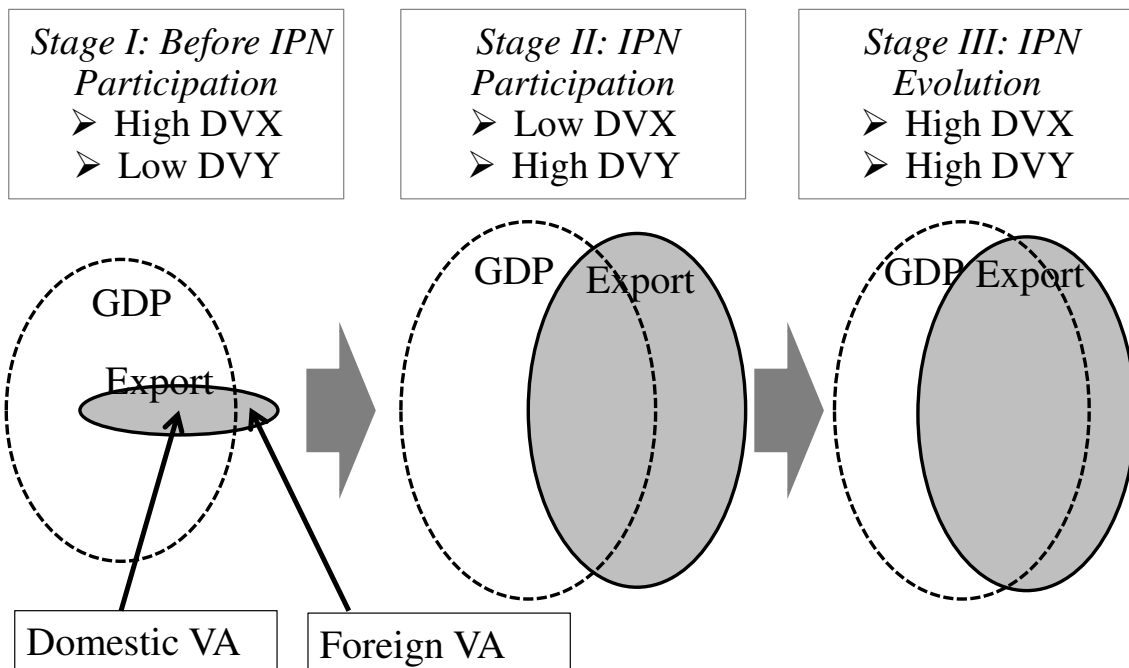 Stage I: Before IPN
Participation
➢ High DVX
➢ Low DVY
Stage II: IPN
Participation
➢ Low DVX
➢ High DVY
Stage III: IPN
Evolution
➢ High DVX
➢ High DVY
GDP
Export
GDP
Export
GDP
Export
Domestic VA
Foreign VA